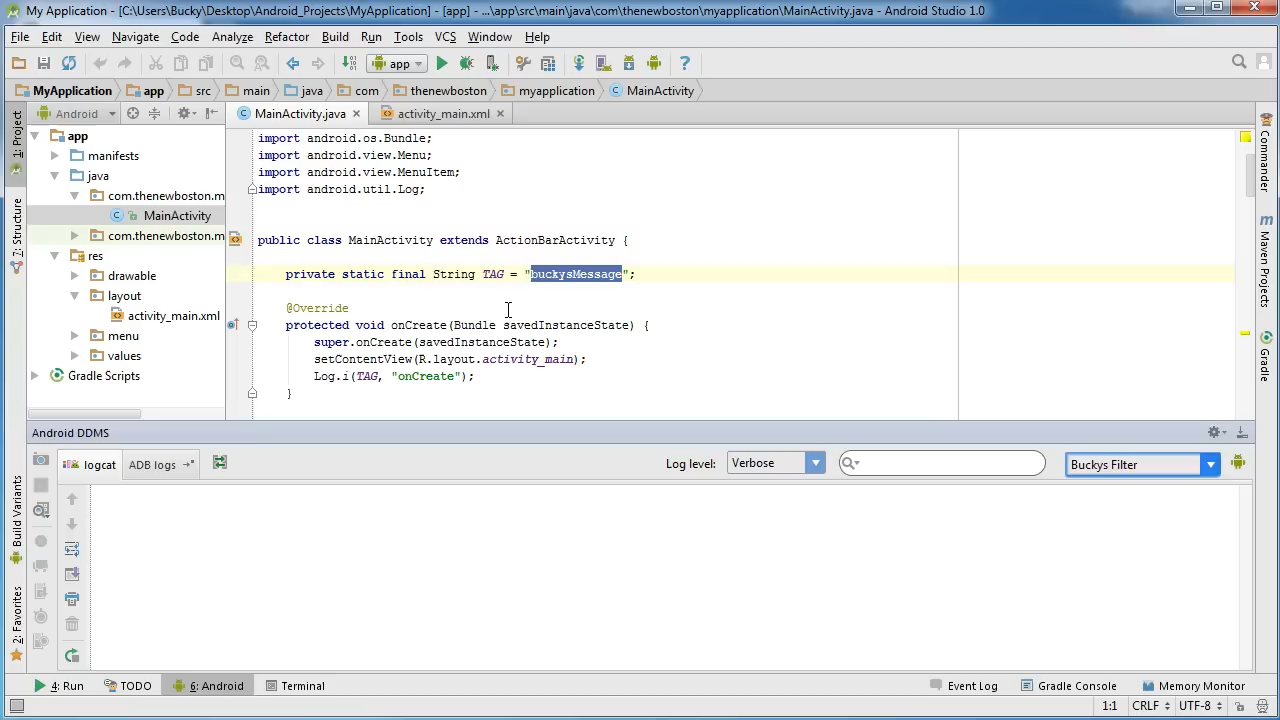 My Application - [C:\Users\Bucky\Desktop\Android_Projects\MyApplication] - [app] - ...\app\src\main\java\com\thenewboston\myapplication\MainActivity.java - Android Studio 1.0
File Edit View Navigate Code Analyze Refactor Build Run Tools VCS Window Help
app
MyApplication app src main java com thenewboston myapplication MainActivity
Android MainActivity.java activity_main.xml
1: Project
7: Structure
Build Variants
2: Favorites
app
manifests
java
com.thenewboston.m
MainActivity
com.thenewboston.m
res
drawable
layout
activity_main.xml
menu
values
Gradle Scripts
import android.os.Bundle;
import android.view.Menu;
import android.view.MenuItem;
import android.util.Log;
public class MainActivity extends ActionBarActivity {
private static final String TAG = "buckysMessage";
@Override
protected void onCreate(Bundle savedInstanceState) {
super.onCreate(savedInstanceState);
setContentView(R.layout.activity_main);
Log.i(TAG, "onCreate");
}
Commander
Maven Projects
Gradle
Android DDMS
logcat ADB logs Log level: Verbose Buckys Filter
4: Run TODO 6: Android Terminal Event Log Gradle Console Memory Monitor
1:1 CRLF UTF-8